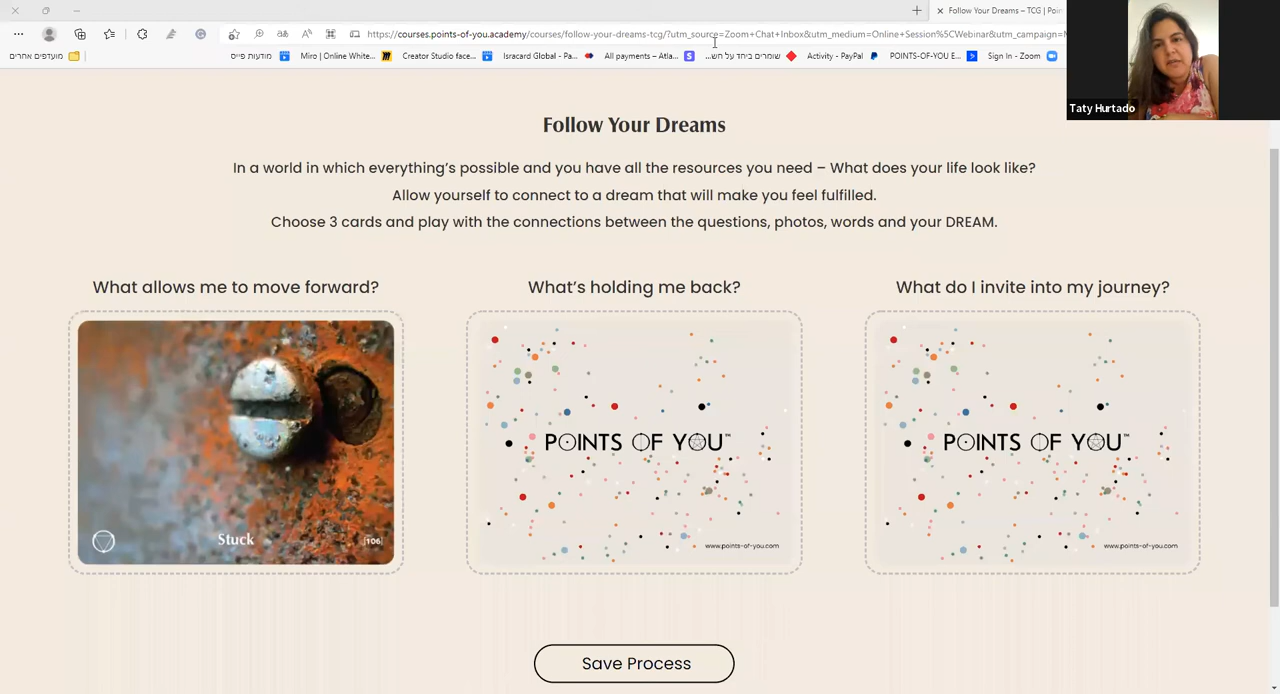 Follow Your Dreams – TCG | Poin
https://courses.points-of-you.academy/courses/follow-your-dreams-tcg/?utm_source=Zoom+Chat+Inbox&utm_medium=Online+Session%5CWebinar&utm_campaign=
מועדפים אחרים
מודעות פייס
Miro | Online White...
Creator Studio face...
Isracard Global - Pa...
All payments – Atla...
שומרים ביחד על חש...
Activity - PayPal
POINTS-OF-YOU E...
Sign In - Zoom
Taty Hurtado
Follow Your Dreams
In a world in which everything’s possible and you have all the resources you need – What does your life look like?
Allow yourself to connect to a dream that will make you feel fulfilled.
Choose 3 cards and play with the connections between the questions, photos, words and your DREAM.
What allows me to move forward?
What’s holding me back?
What do I invite into my journey?
POINTS OF YOU™
POINTS OF YOU™
Stuck
[106]
www.points-of-you.com
www.points-of-you.com
Save Process